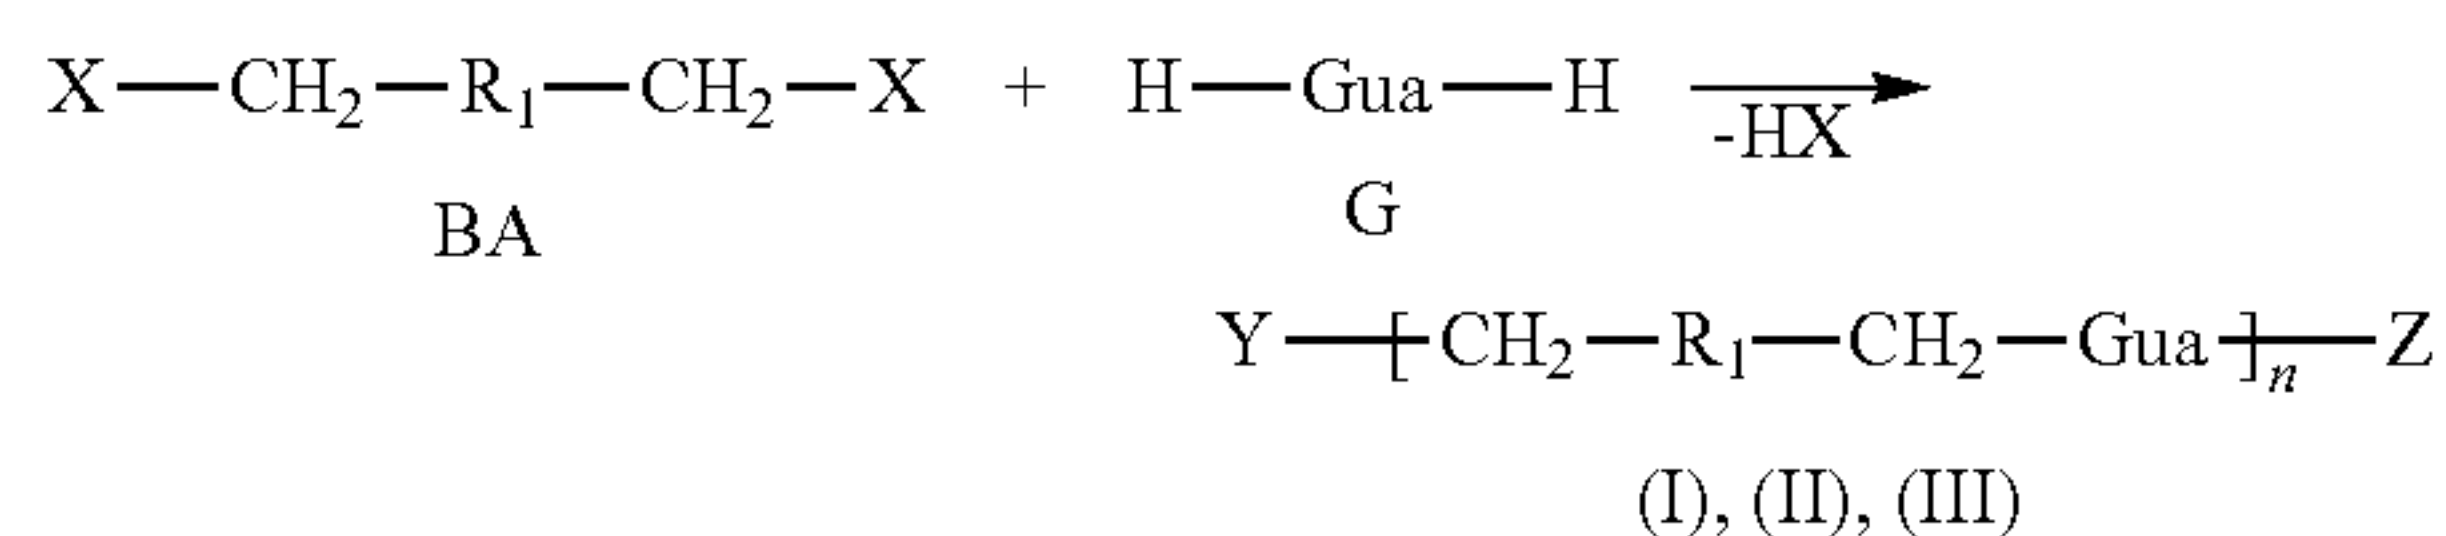 X—CH₂—R₁—CH₂—X + H—Gua—H
-HX
BA
G
Y—[CH₂—R₁—CH₂—Gua]ₙ—Z
(I), (II), (III)